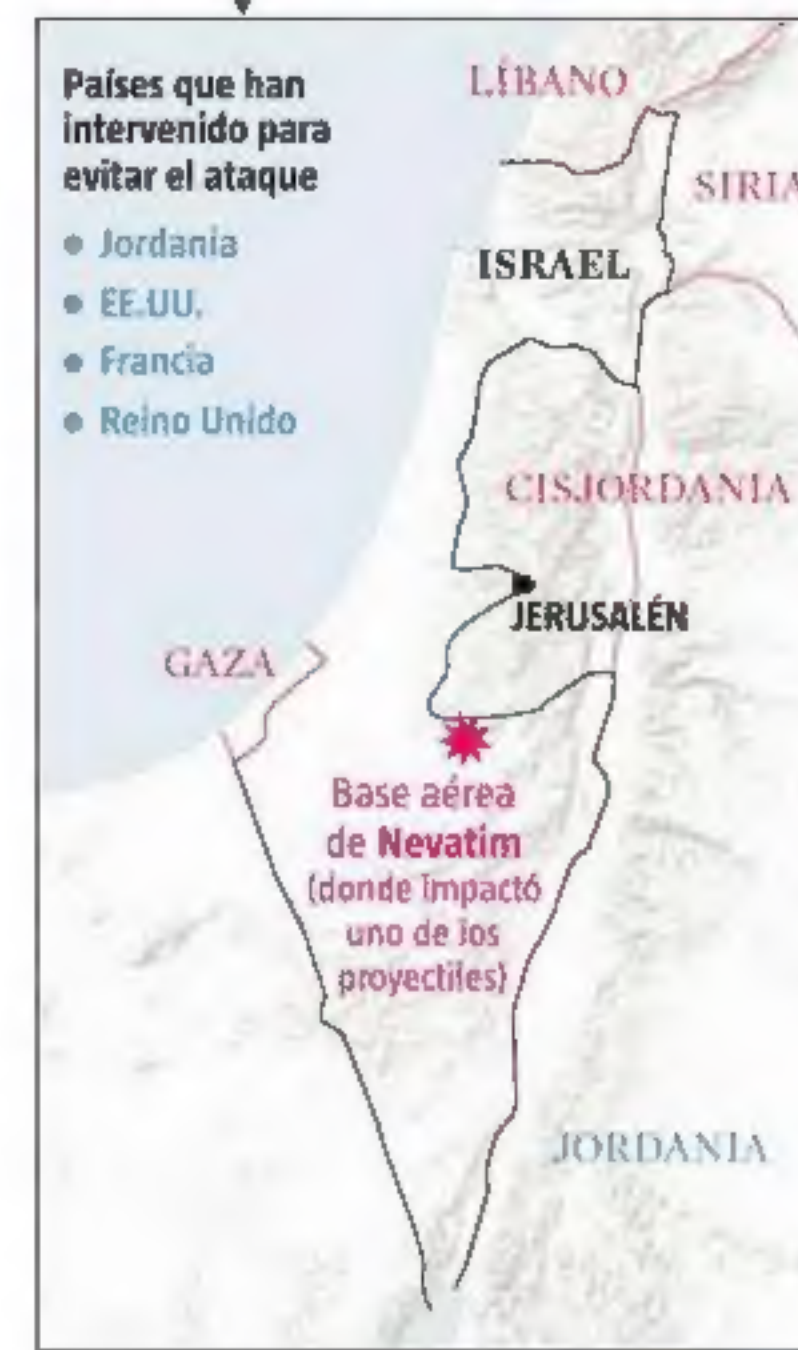 Países que han
intervenido para
evitar el ataque
• Jordania
• EE.UU.
• Francia
• Reino Unido
LÍBANO
SIRIA
ISRAEL
CISJORDANIA
JERUSALÉN
GAZA
Base aérea
de Nevatim
(donde impactó
uno de los
proyectiles)
JORDANIA